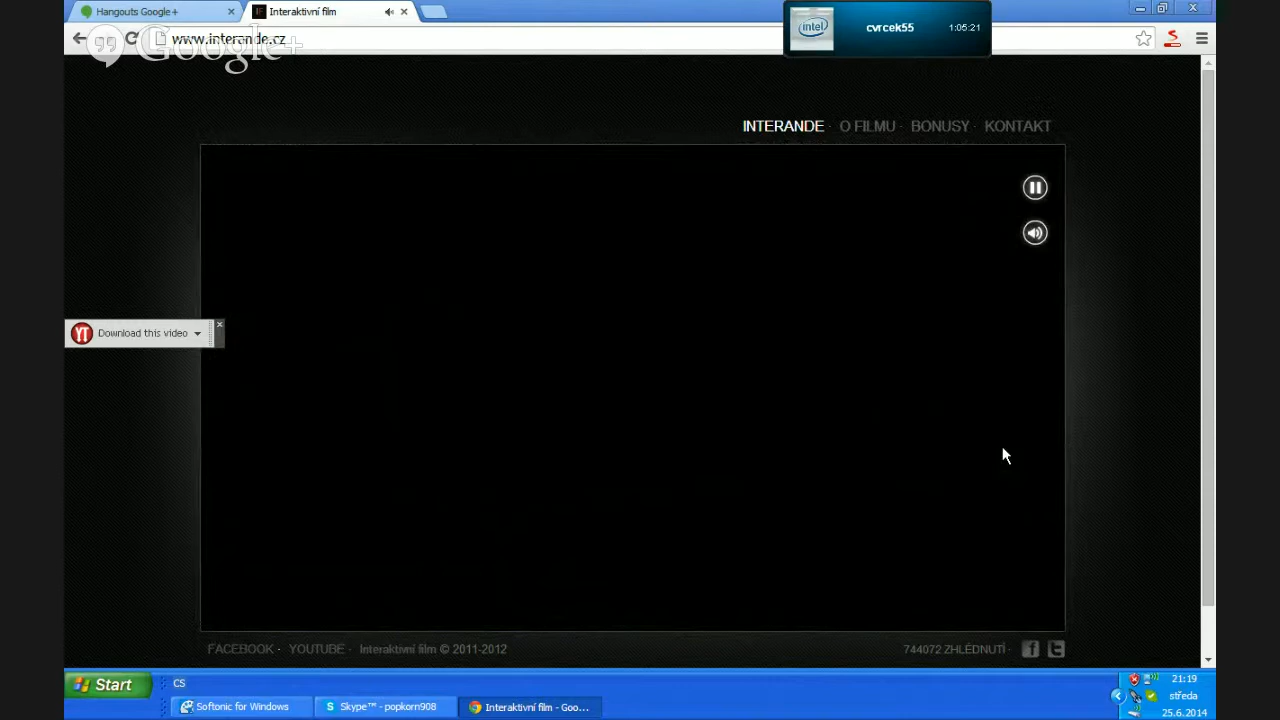 Hangouts Google +
Interaktivní film
cvrcek55
1:05:21
Google+
www.interande.cz
INTERANDE · O FILMU · BONUSY · KONTAKT
Download this video
FACEBOOK · YOUTUBE · Interaktivní film © 2011-2012
744072 ZHLÉDNUTÍ ·
Start
CS
21:19
středa
25.6.2014
Softonic for Windows
Skype™ - popkorn908
Interaktivní film - Goo...
intel
YT
IF